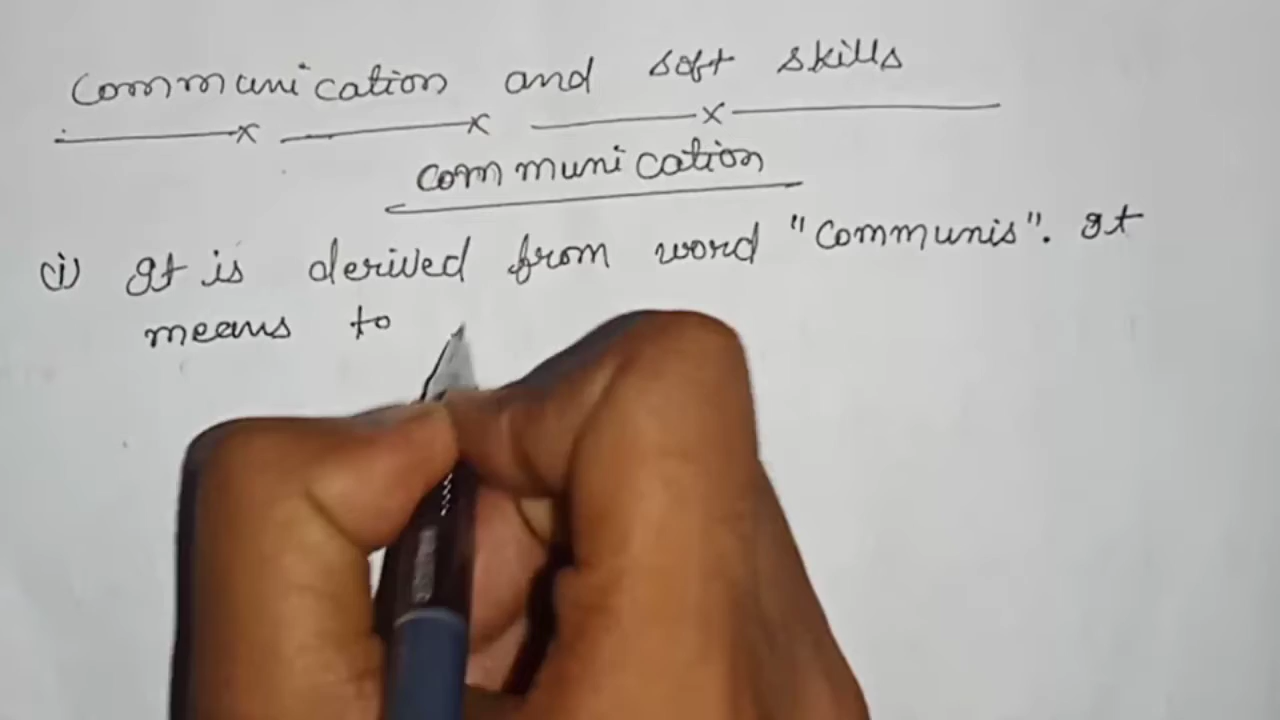 Communication and soft skills
Communication
(i) It is derived from word "Communis". It
means to